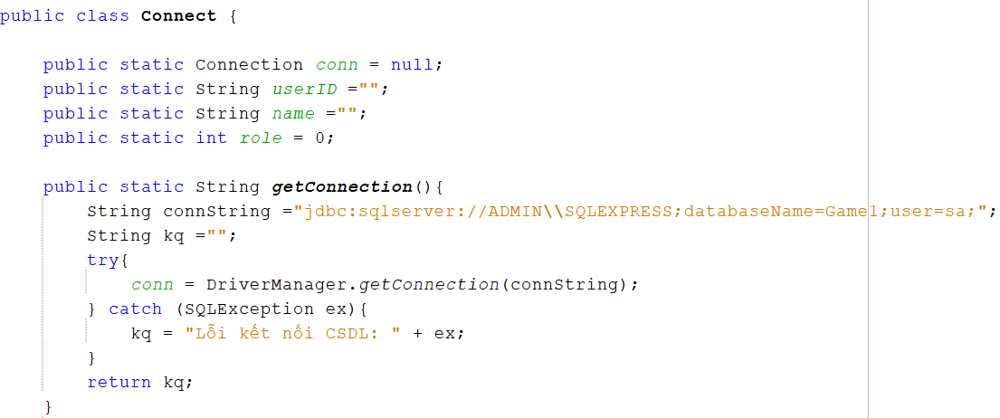 public class Connect {
public static Connection conn = null;
public static String userID ="";
public static String name ="";
public static int role = 0;
public static String getConnection(){
String connString ="jdbc:sqlserver://ADMIN\\SQLEXPRESS;databaseName=Game1;user=sa;";
String kq ="";
try{
conn = DriverManager.getConnection(connString);
} catch (SQLException ex){
kq = "Lỗi kết nối CSDL: " + ex;
}
return kq;
}